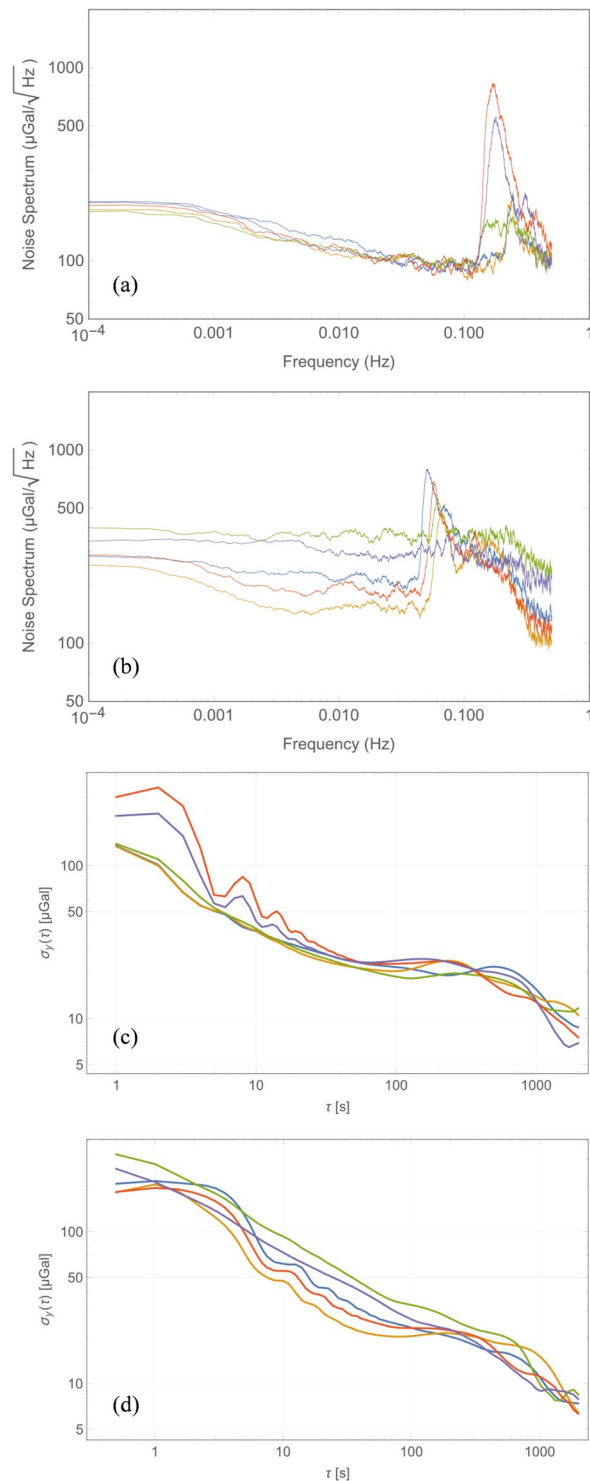 1000
500
100
50
Noise Spectrum (µGal/√Hz )
(a)
10⁻⁴ 0.001 0.010 0.100 1
Frequency (Hz)
1000
500
100
50
Noise Spectrum (µGal/√Hz )
(b)
10⁻⁴ 0.001 0.010 0.100 1
Frequency (Hz)
100
50
10
5
σy(τ) [µGal]
(c)
1 10 100 1000
τ [s]
100
50
10
5
σy(τ) [µGal]
(d)
1 10 100 1000
τ [s]